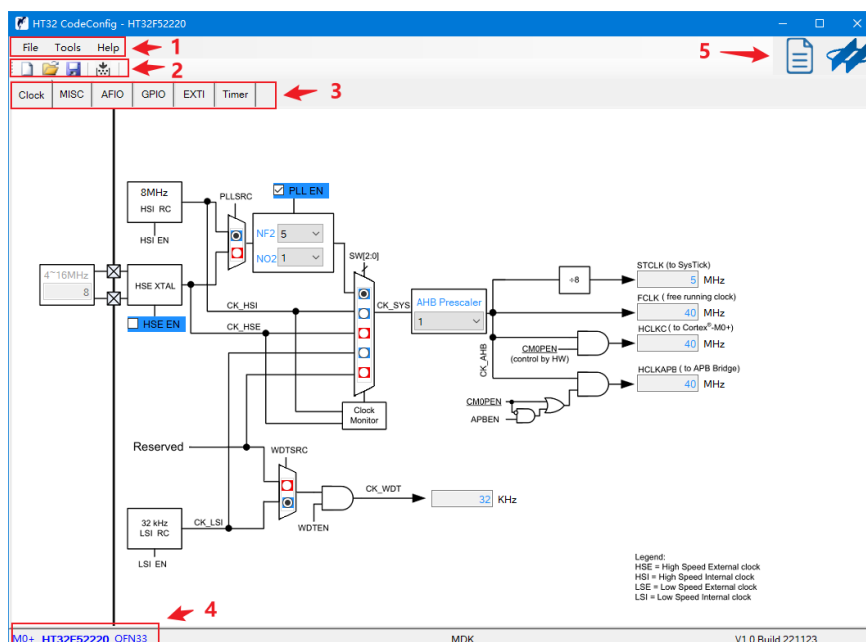 HT32 CodeConfig - HT32F52220
File Tools Help
1
2
5
Clock MISC AFIO GPIO EXTI Timer
3
8MHz
HSI RC
HSI EN
PLLSRC
PLL EN
NF2 5
NO2 1
SW[2:0]
4~16MHz
8
HSE XTAL
HSE EN
CK_HSI
CK_HSE
CK_SYS
AHB Prescaler
1
÷8
STCLK (to SysTick)
5 MHz
FCLK ( free running clock)
40 MHz
HCLKC ( to Cortex®-M0+)
40 MHz
CM0PEN
(control by HW)
CK_AHB
HCLKAPB ( to APB Bridge)
40 MHz
CM0PEN
APBEN
Clock
Monitor
Reserved
WDTSRC
CK_WDT
32 KHz
WDTEN
32 kHz
LSI RC
CK_LSI
LSI EN
Legend:
HSE = High Speed External clock
HSI = High Speed Internal clock
LSE = Low Speed External clock
LSI = Low Speed Internal clock
4
M0+ HT32F52220 QFN33
MDK
V1.0 Build 221123